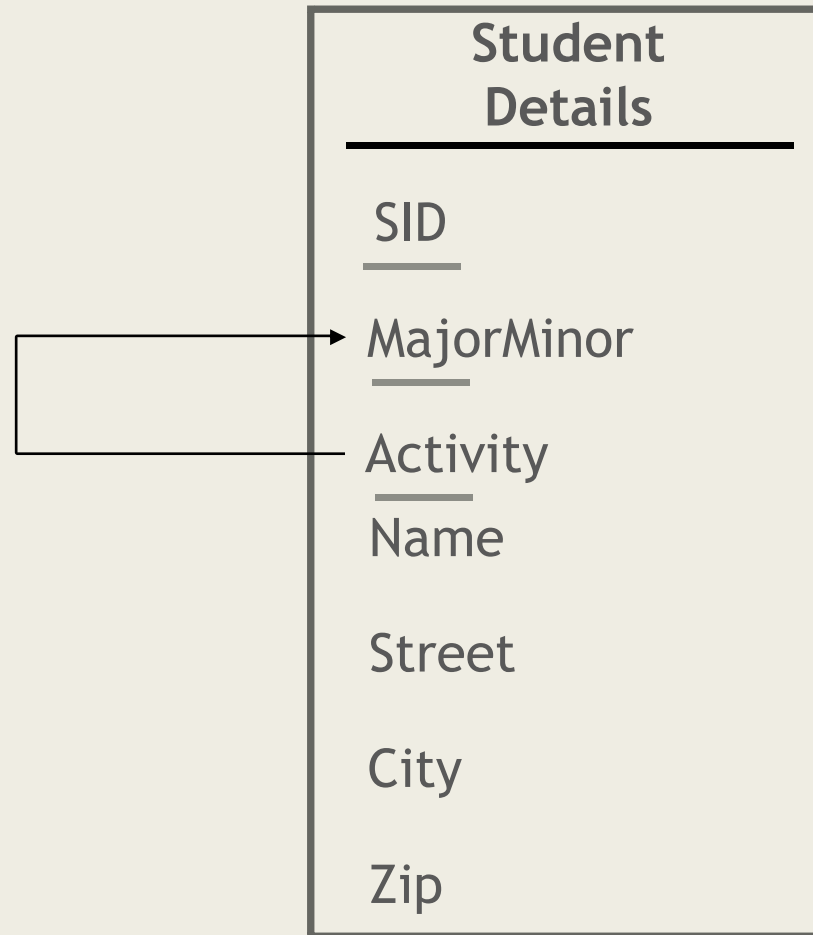 Student
Details
SID
MajorMinor
Activity
Name
Street
City
Zip